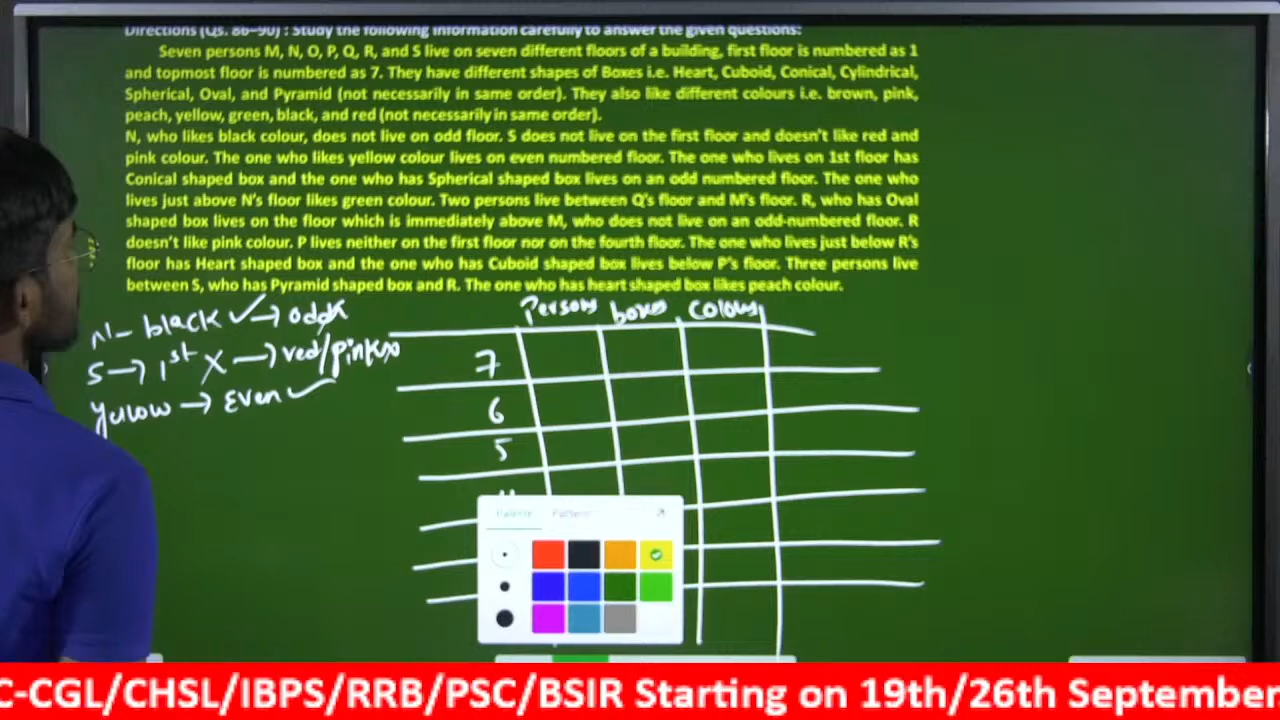 Directions (Qs. 86-90) : Study the following information carefully to answer the given questions:
Seven persons M, N, O, P, Q, R, and S live on seven different floors of a building, first floor is numbered as 1
and topmost floor is numbered as 7. They have different shapes of Boxes i.e. Heart, Cuboid, Conical, Cylindrical,
Spherical, Oval, and Pyramid (not necessarily in same order). They also like different colours i.e. brown, pink,
peach, yellow, green, black, and red (not necessarily in same order).
N, who likes black colour, does not live on odd floor. S does not live on the first floor and doesn't like red and
pink colour. The one who likes yellow colour lives on even numbered floor. The one who lives on 1st floor has
Conical shaped box and the one who has Spherical shaped box lives on an odd numbered floor. The one who
lives just above N's floor likes green colour. Two persons live between Q's floor and M's floor. R, who has Oval
shaped box lives on the floor which is immediately above M, who does not live on an odd-numbered floor. R
doesn't like pink colour. P lives neither on the first floor nor on the fourth floor. The one who lives just below R's
floor has Heart shaped box and the one who has Cuboid shaped box lives below P's floor. Three persons live
between S, who has Pyramid shaped box and R. The one who has heart shaped box likes peach colour.
Persons boxes Colours
N - black ✓ → odd
S → 1st X → red/pink x
yellow → Even ✓
7
6
5
Palette Pattern
C-CGL/CHSL/IBPS/RRB/PSC/BSIR Starting on 19th/26th September